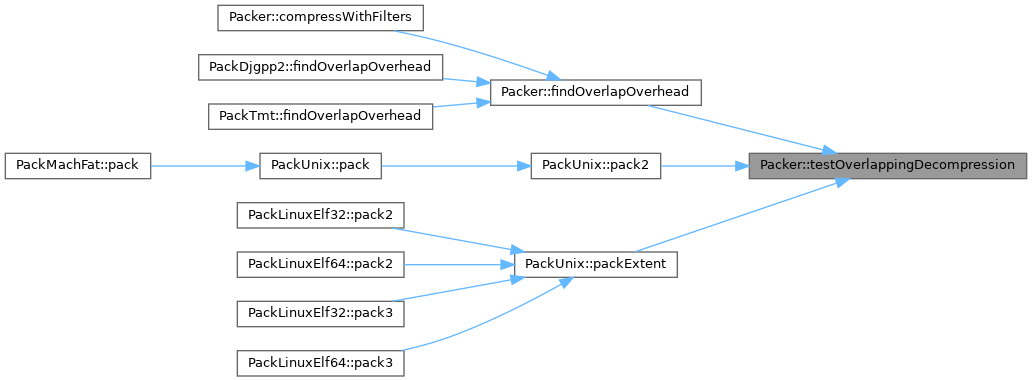 Packer::compressWithFilters
PackDjgpp2::findOverlapOverhead
Packer::findOverlapOverhead
PackTmt::findOverlapOverhead
PackMachFat::pack
PackUnix::pack
PackUnix::pack2
Packer::testOverlappingDecompression
PackLinuxElf32::pack2
PackLinuxElf64::pack2
PackUnix::packExtent
PackLinuxElf32::pack3
PackLinuxElf64::pack3